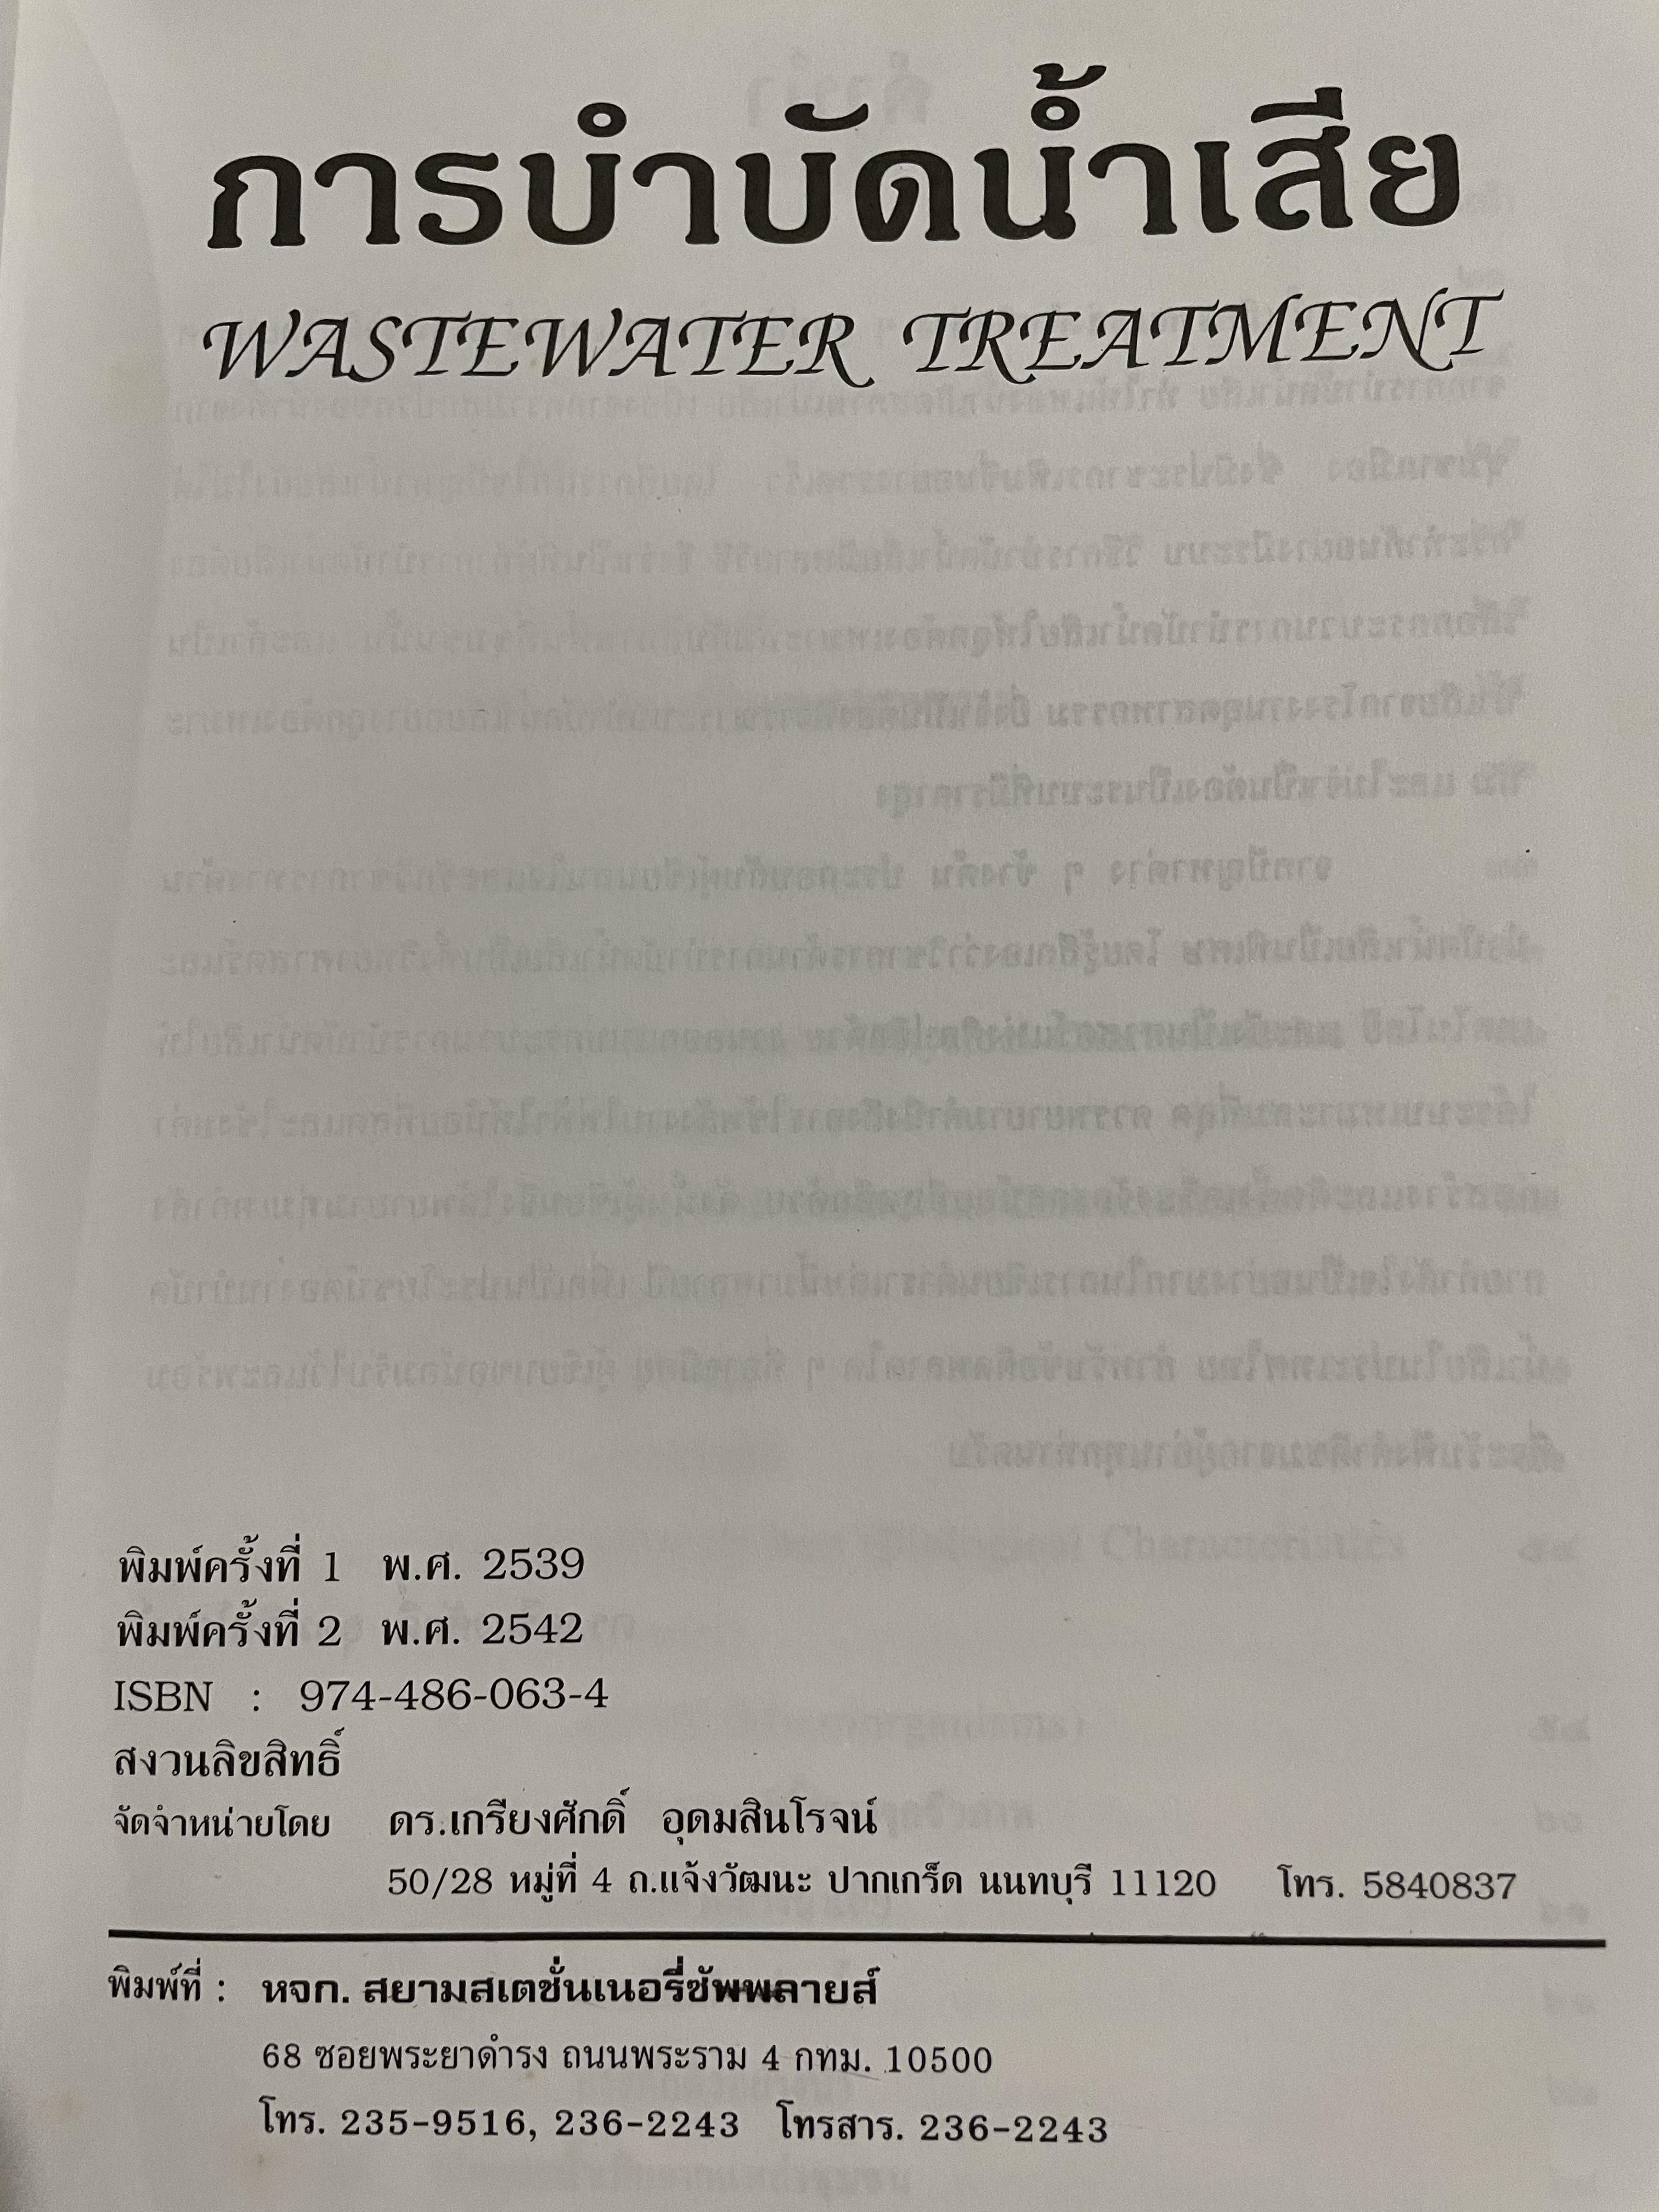 การบำบัดน้ำเสีย
WASTEWATER TREATMENT
พิมพ์ครั้งที่ 1 พ.ศ. 2539
พิมพ์ครั้งที่ 2 พ.ศ. 2542
ISBN : 974-486-063-4
สงวนลิขสิทธิ์
จัดจำหน่ายโดย ดร.เกรียงศักดิ์ อุดมสินโรจน์
50/28 หมู่ที่ 4 ถ.แจ้งวัฒนะ ปากเกร็ด นนทบุรี 11120 โทร. 5840837
พิมพ์ที่ : หจก. สยามสเตชั่นเนอรี่ซัพพลายส์
68 ซอยพระยาดำรง ถนนพระราม 4 กทม. 10500
โทร. 235-9516, 236-2243 โทรสาร. 236-2243